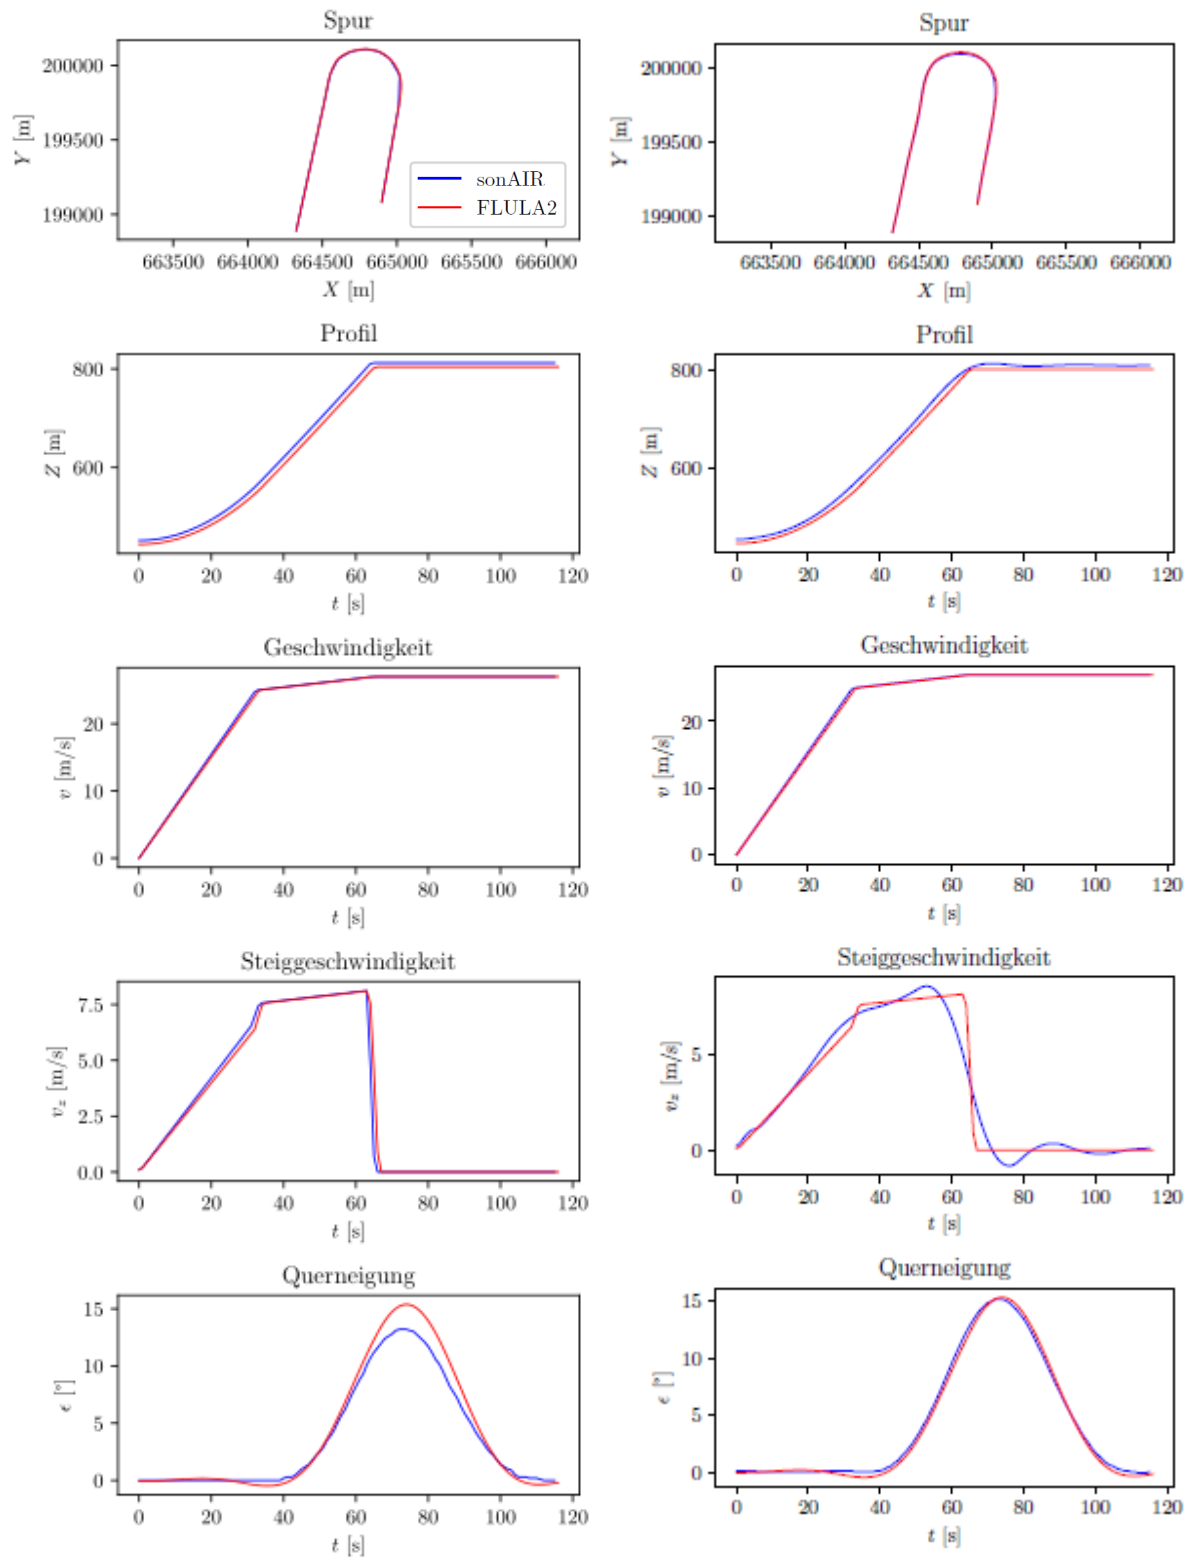 Spur
200000
199500
199000
Y [m]
sonAIR
FLULA2
663500 664000 664500 665000 665500 666000
X [m]
Spur
200000
199500
199000
Y [m]
663500 664000 664500 665000 665500 666000
X [m]
Profil
800
600
Z [m]
0 20 40 60 80 100 120
t [s]
Profil
800
600
Z [m]
0 20 40 60 80 100 120
t [s]
Geschwindigkeit
20
10
0
v [m/s]
0 20 40 60 80 100 120
t [s]
Geschwindigkeit
20
10
0
v [m/s]
0 20 40 60 80 100 120
t [s]
Steiggeschwindigkeit
7.5
5.0
2.5
0.0
v_z [m/s]
0 20 40 60 80 100 120
t [s]
Steiggeschwindigkeit
5
0
v_z [m/s]
0 20 40 60 80 100 120
t [s]
Querneigung
15
10
5
0
ϵ [°]
0 20 40 60 80 100 120
t [s]
Querneigung
15
10
5
0
ϵ [°]
0 20 40 60 80 100 120
t [s]